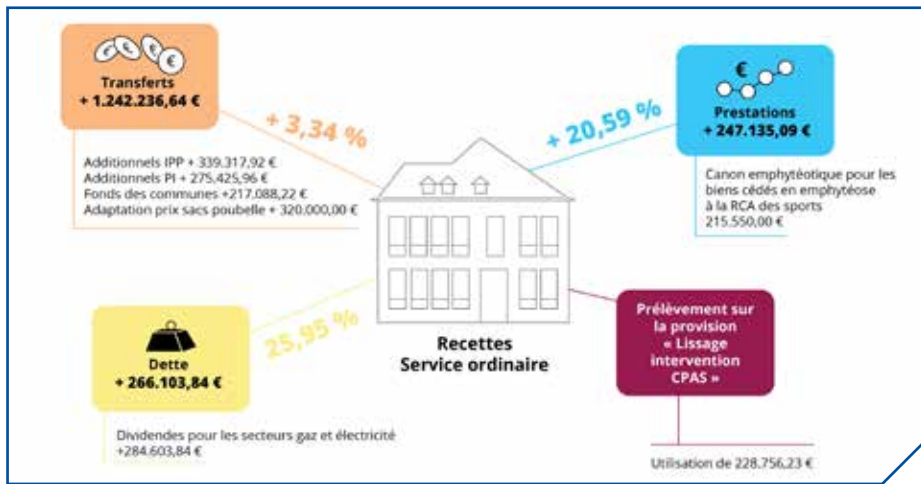 Transferts
+ 1.242.236,64 €
+ 3,34 %
Additionnels IPP + 339.317,92 €
Additionnels PI + 275.425,96 €
Fonds des communes +217.088,22 €
Adaptation prix sacs poubelle + 320.000,00 €
€
Prestations
+ 247.135,09 €
+ 20,59 %
Canon emphytéotique pour les
biens cédés en emphytéose
à la RCA des sports
215.550,00 €
Dette
+ 266.103,84 €
25,95 %
Dividendes pour les secteurs gaz et électricité
+284.603,84 €
Recettes
Service ordinaire
Prélèvement sur
la provision
« Lissage
intervention
CPAS »
Utilisation de 228.756,23 €